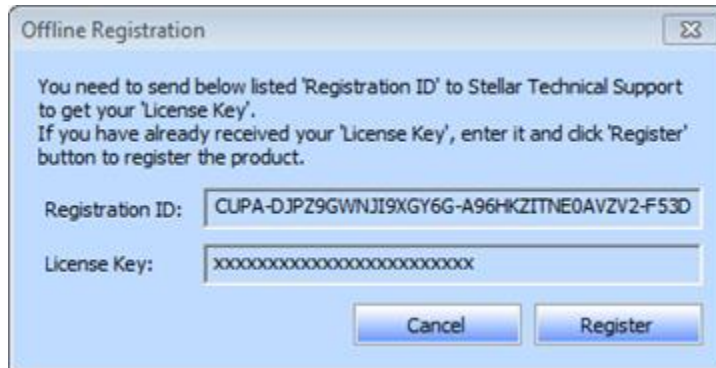 Offline Registration
You need to send below listed 'Registration ID' to Stellar Technical Support
to get your 'License Key'.
If you have already received your 'License Key', enter it and click 'Register'
button to register the product.
Registration ID: CUPA-DJPZ9GWNJI9XGY6G-A96HKZITNE0AVZV2-F53D
License Key: xxxxxxxxxxxxxxxxxxxxxxxx
Cancel Register